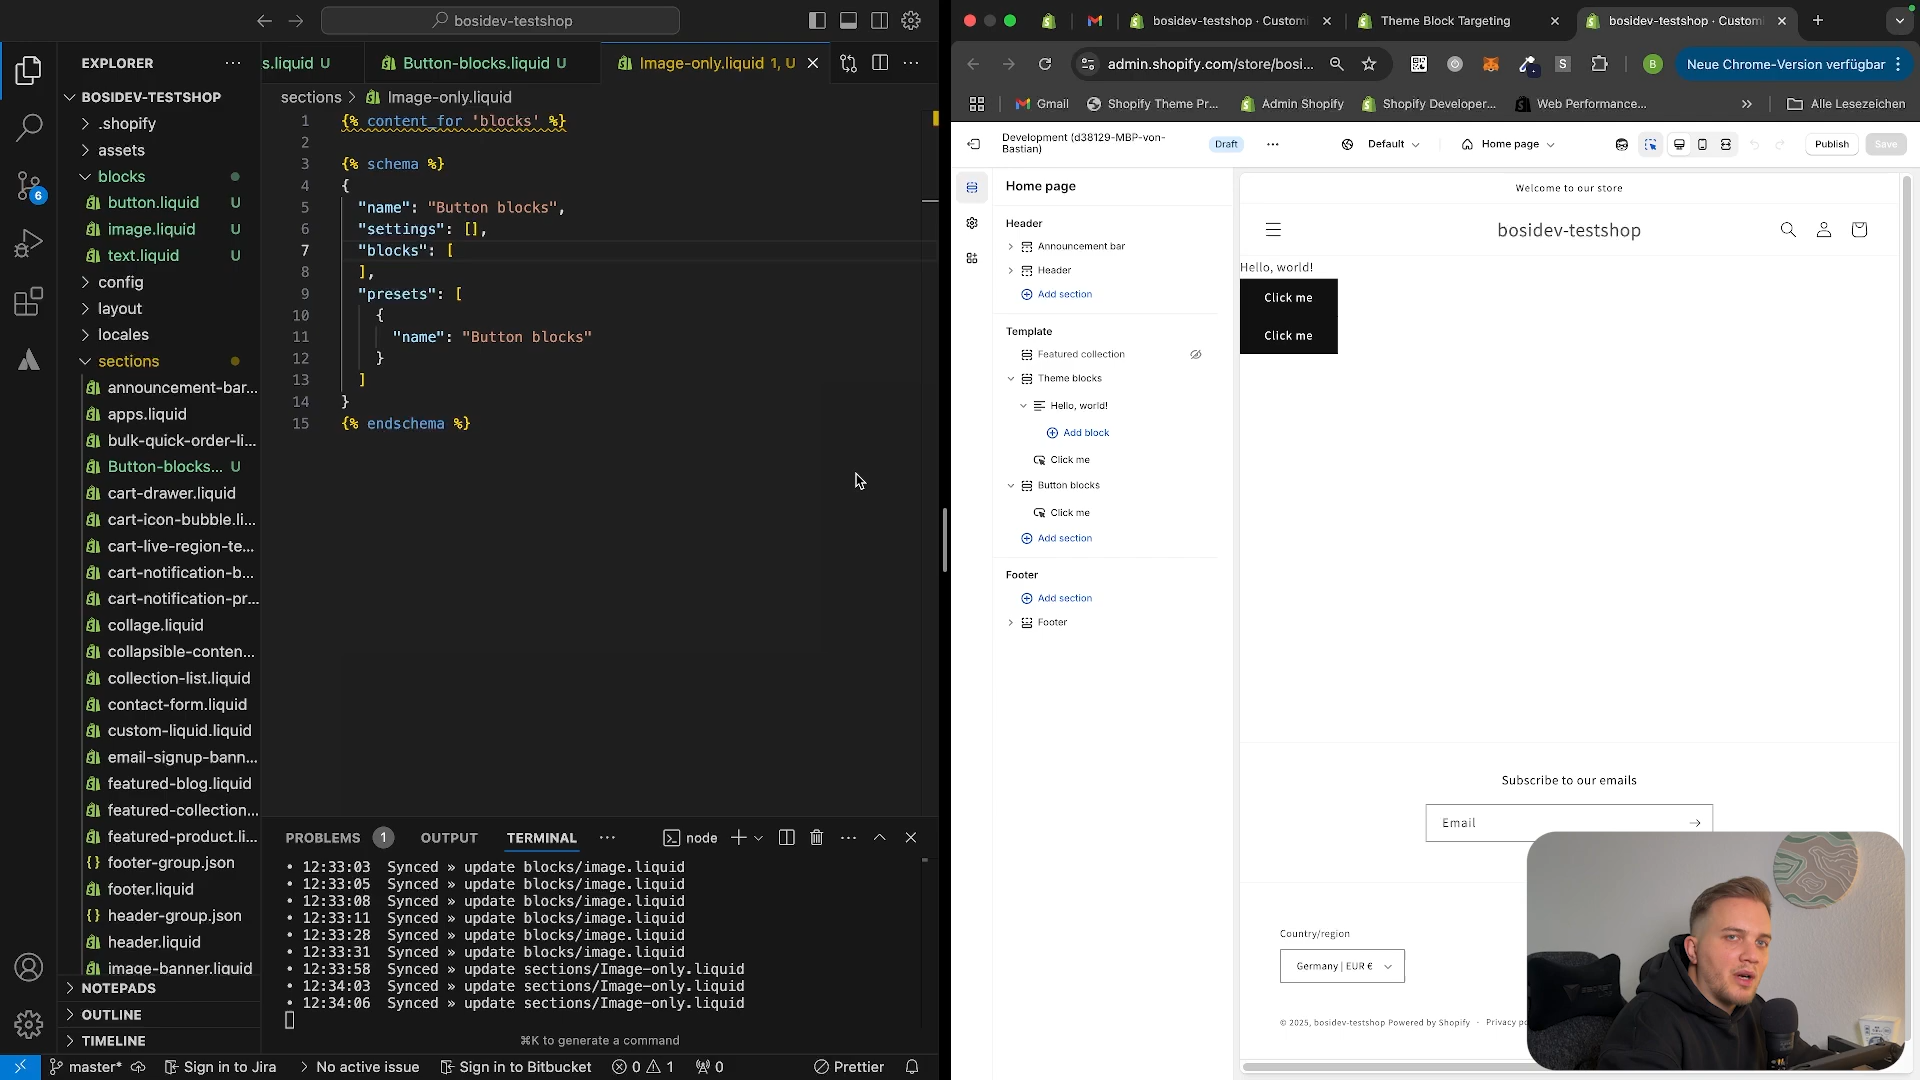 bosidev-testshop
EXPLORER
BOSIDEV-TESTSHOP
.shopify
assets
blocks
button.liquid U
image.liquid U
text.liquid U
config
layout
locales
sections
announcement-bar...
apps.liquid
bulk-quick-order-li...
Button-blocks... U
cart-drawer.liquid
cart-icon-bubble.li...
cart-live-region-te...
cart-notification-b...
cart-notification-pr...
collage.liquid
collapsible-conten...
collection-list.liquid
contact-form.liquid
custom-liquid.liquid
email-signup-bann...
featured-blog.liquid
featured-collection...
featured-product.li...
footer-group.json
footer.liquid
header-group.json
header.liquid
image-banner.liquid
NOTEPADS
OUTLINE
TIMELINE
6
s.liquid U
Button-blocks.liquid U
Image-only.liquid 1, U
sections > Image-only.liquid
1 {% content_for 'blocks' %}
2
3 {% schema %}
4 {
5 "name": "Button blocks",
6 "settings": [],
7 "blocks": [
8 ],
9 "presets": [
10 {
11 "name": "Button blocks"
12 }
13 ]
14 }
15 {% endschema %}
PROBLEMS 1 OUTPUT TERMINAL node
• 12:33:03 Synced » update blocks/image.liquid
• 12:33:05 Synced » update blocks/image.liquid
• 12:33:08 Synced » update blocks/image.liquid
• 12:33:11 Synced » update blocks/image.liquid
• 12:33:28 Synced » update blocks/image.liquid
• 12:33:31 Synced » update blocks/image.liquid
• 12:33:58 Synced » update sections/Image-only.liquid
• 12:34:03 Synced » update sections/Image-only.liquid
• 12:34:06 Synced » update sections/Image-only.liquid
⌘K to generate a command
master* Sign in to Jira No active issue Sign in to Bitbucket 0 1 0 Prettier
bosidev-testshop · Custom
Theme Block Targeting
bosidev-testshop · Custom
admin.shopify.com/store/bosi...
B
Neue Chrome-Version verfügbar
Gmail
Shopify Theme Pr...
Admin Shopify
Shopify Developer...
Web Performance...
Alle Lesezeichen
Development (d38129-MBP-von-
Bastian)
Draft
Default
Home page
Publish
Save
Home page
Header
Announcement bar
Header
Add section
Template
Featured collection
Theme blocks
Hello, world!
Add block
Click me
Button blocks
Click me
Add section
Footer
Add section
Footer
Welcome to our store
bosidev-testshop
Hello, world!
Click me
Click me
Subscribe to our emails
Email
Country/region
Germany | EUR €
© 2025, bosidev-testshop Powered by Shopify · Privacy po